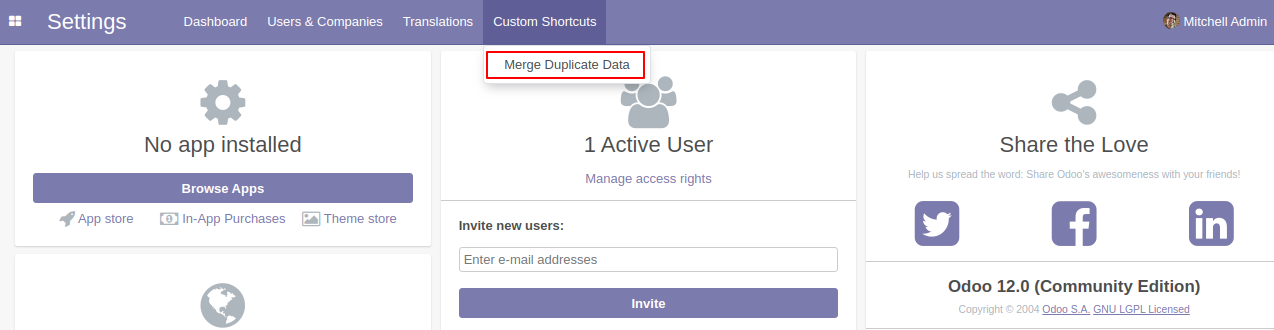 Settings
Dashboard
Users & Companies
Translations
Custom Shortcuts
Mitchell Admin
Merge Duplicate Data
No app installed
Browse Apps
App store
In-App Purchases
Theme store
1 Active User
Manage access rights
Invite new users:
Enter e-mail addresses
Invite
Share the Love
Help us spread the word: Share Odoo's awesomeness with your friends!
Odoo 12.0 (Community Edition)
Copyright © 2004 Odoo S.A. GNU LGPL Licensed